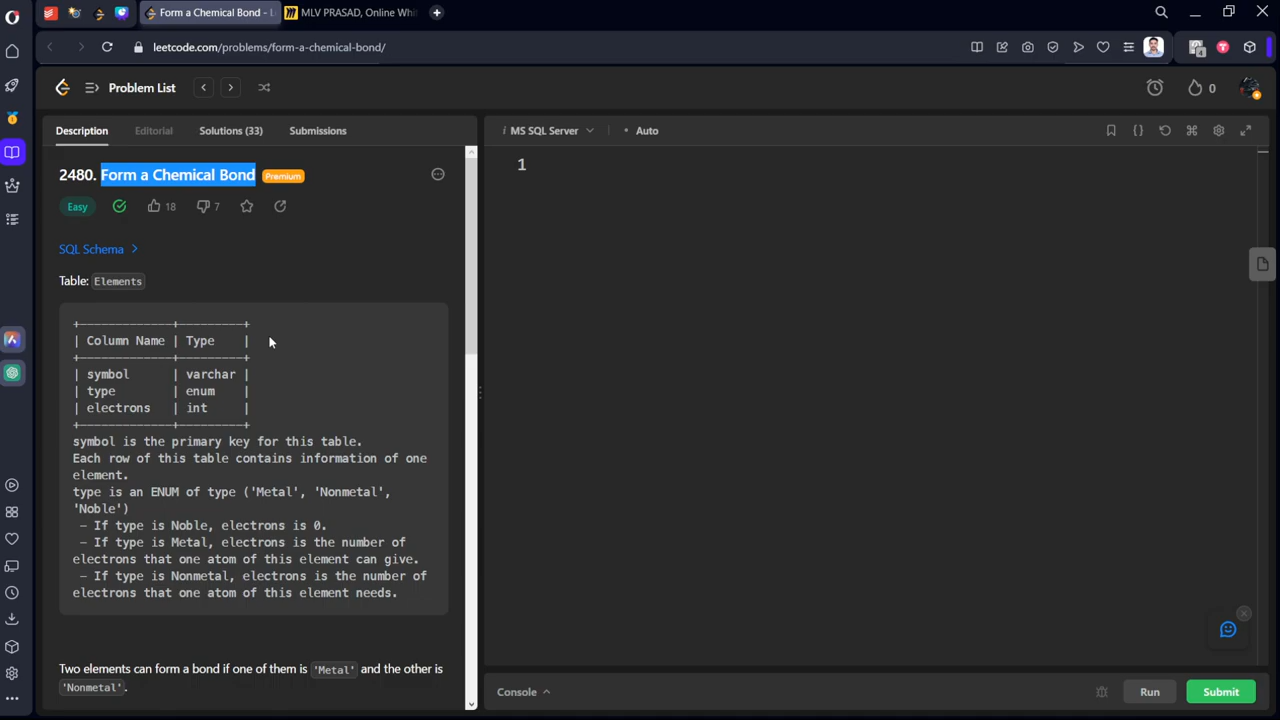 Form a Chemical Bond - L
MLV PRASAD, Online Whit
leetcode.com/problems/form-a-chemical-bond/
4
Problem List
0
Description
Editorial
Solutions (33)
Submissions
2480. Form a Chemical Bond
Premium
Easy
18
7
SQL Schema
Table: Elements
+—————————————+—————————+
| Column Name | Type    |
+—————————————+—————————+
| symbol      | varchar |
| type        | enum    |
| electrons   | int     |
+—————————————+—————————+
symbol is the primary key for this table.
Each row of this table contains information of one
element.
type is an ENUM of type ('Metal', 'Nonmetal',
'Noble')
– If type is Noble, electrons is 0.
– If type is Metal, electrons is the number of
electrons that one atom of this element can give.
– If type is Nonmetal, electrons is the number of
electrons that one atom of this element needs.
Two elements can form a bond if one of them is 'Metal' and the other is
'Nonmetal'.
i MS SQL Server
• Auto
1
Console
Run
Submit